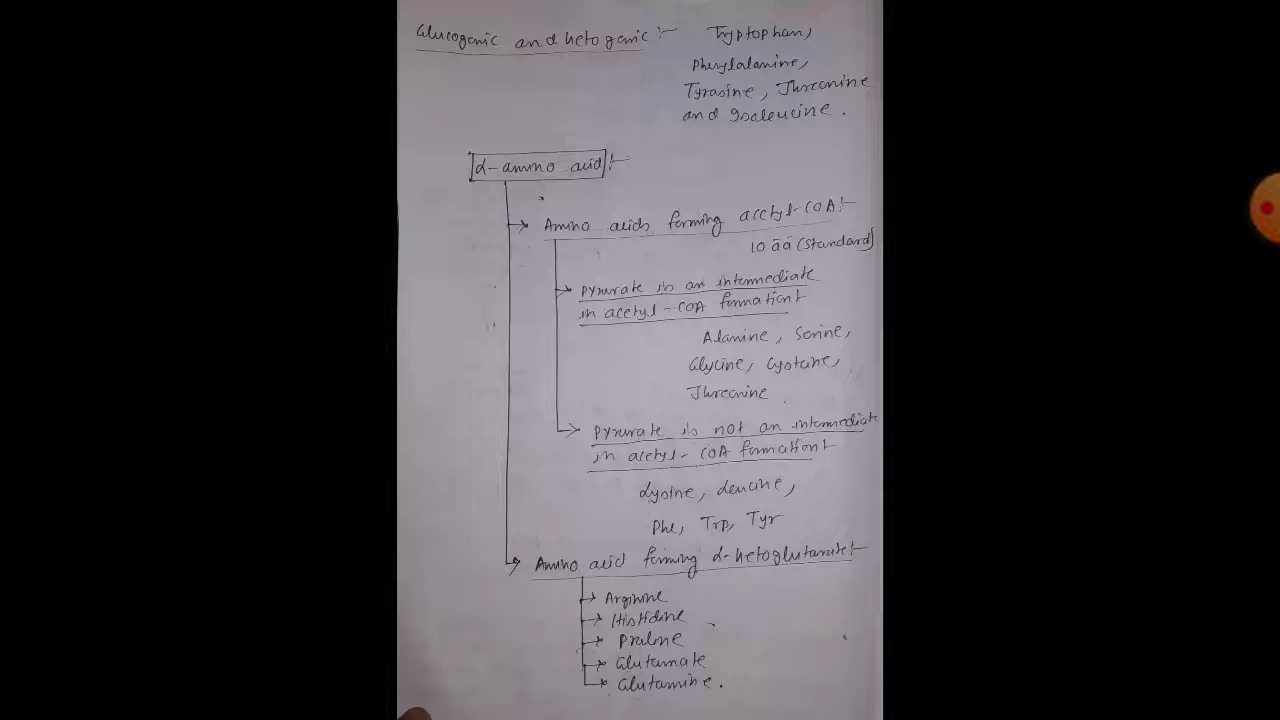 Glucogenic and ketogenic :- Tryptophan,
Phenylalanine,
Tyrosine, Threonine
and Isoleucine.
α-amino acid :-
Amino acids forming acetyl-COA :-
10 āā (Standard)
Pyruvate is an intermediate
in acetyl-COA formation :-
Alanine, Serine,
Glycine, Cysteine,
Threonine
Pyruvate is not an intermediate
in acetyl-COA formation :-
Lysine, Leucine,
Phe, Trp, Tyr
Amino acid forming α-ketoglutarate :-
Arginine
Histidine
Proline
Glutamate
Glutamine.